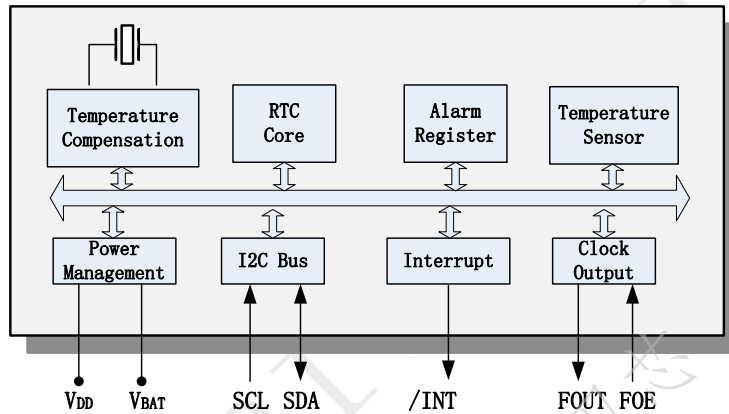 Temperature
Compensation
RTC
Core
Alarm
Register
Temperature
Sensor
Power
Management
I2C Bus
Interrupt
Clock
Output
VDD
VBAT
SCL SDA
/INT
FOUT FOE